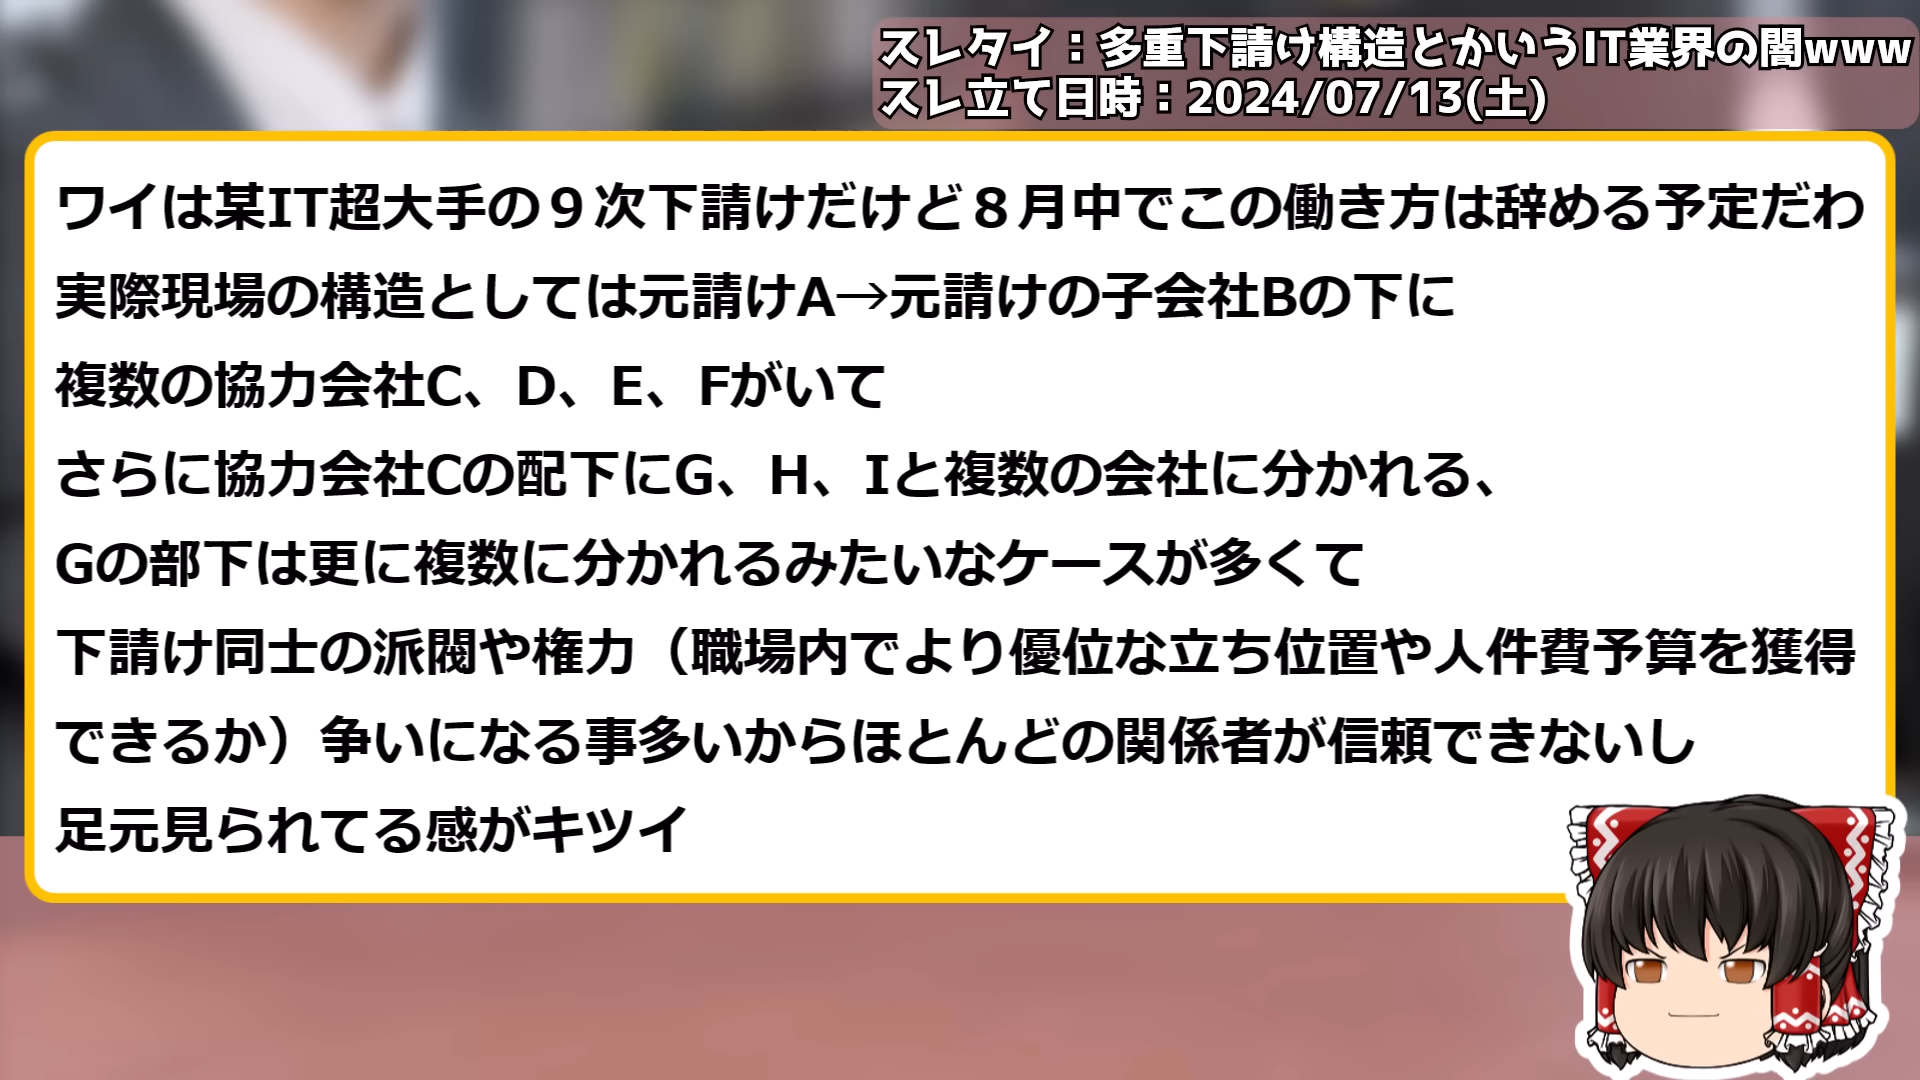 スレタイ：多重下請け構造とかいうIT業界の闇www
スレ立て日時：2024/07/13(土)
ワイは某IT超大手の９次下請けだけど８月中でこの働き方は辞める予定だわ
実際現場の構造としては元請けA→元請けの子会社Bの下に
複数の協力会社C、D、E、Fがいて
さらに協力会社Cの配下にG、H、Iと複数の会社に分かれる、
Gの部下は更に複数に分かれるみたいなケースが多くて
下請け同士の派閥や権力（職場内でより優位な立ち位置や人件費予算を獲得
できるか）争いになる事多いからほとんどの関係者が信頼できないし
足元見られてる感がキツイ